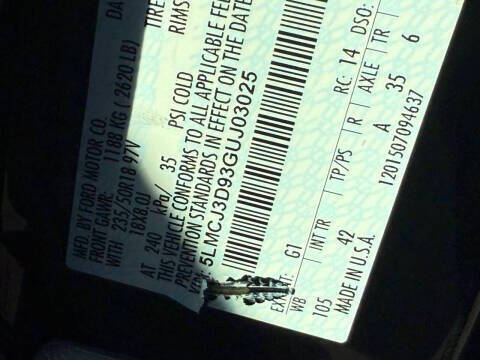 MFD. BY FORD MOTOR CO.
FRONT GAWR:
1188 KG ( 2620 LB)
DA
WITH 235/50R18 97V
TIRE
18X8.0J
RIMS
AT 240 kPa/ 35 PSI COLD
THIS VEHICLE CONFORMS TO ALL APPLICABLE FE
PREVENTION STANDARDS IN EFFECT ON THE DATE
5LMCJ3D93GUJ03025
EXT
G1
RC: 14 DSO:
WB INT TR TP/PS R AXLE TR
105 42 A 35 6
MADE IN U.S.A. 1201507094637